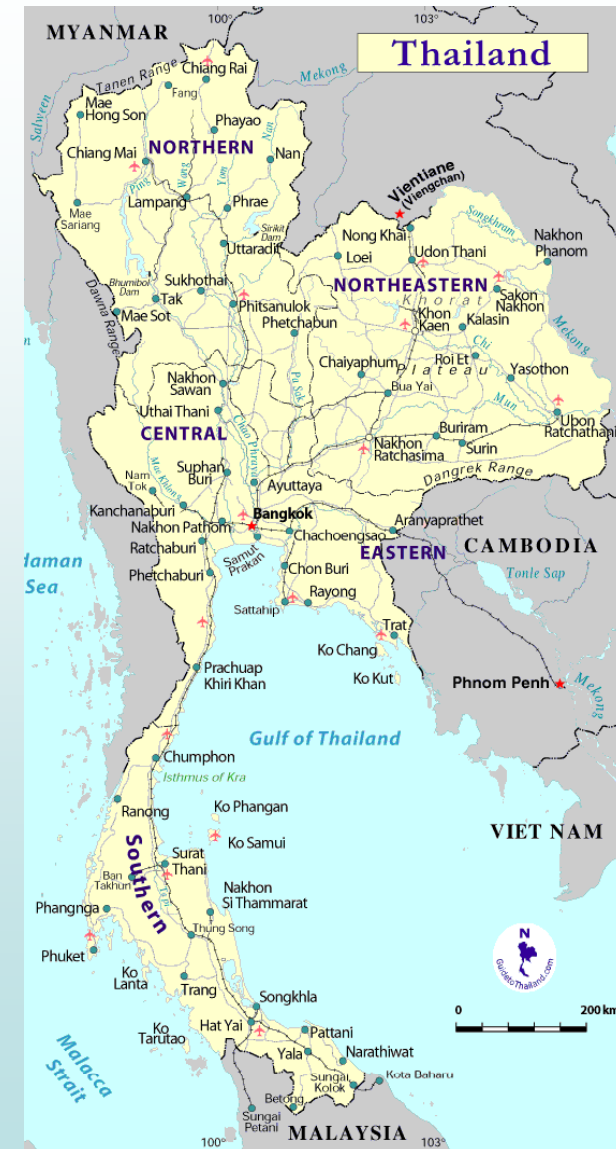 100°
103°
MYANMAR
Thailand
Tanen Range
Chiang Rai
Mekong
Fang
Salween
Mae
Hong Son
Phayao
Nan
NORTHERN
Chiang Mai
Nan
Ping
Wang
Yom
Lampang
Phrae
Mae
Sariang
Vientiane
(Viengchan)
Sirikit
Dam
Uttaradit
Nong Khai
Songkhram
Nakhon
Phanom
Loei
Udon Thani
Bhumibol
Dam
Sukhothai
NORTHEASTERN
Dawna Range
Tak
Phitsanulok
Khorat
Sakon
Nakhon
Mae Sot
Phetchabun
Khon
Kaen
Kalasin
Mekong
Chi
Chaiyaphum
Roi Et
Plateau
Yasothon
Nakhon
Sawan
Pa Sak
Bua Yai
Mun
Uthai Thani
Ubon
Ratchathani
CENTRAL
Chao Phraya
Buriram
Nakhon
Ratchasima
Surin
Suphan
Buri
Dangrek Range
Nam
Tok
Mae Khlong
Ayuttaya
Kanchanaburi
Bangkok
Nakhon Pathom
Aranyaprathet
Ratchaburi
Chachoengsao
Samut
Prakan
EASTERN
CAMBODIA
daman
Sea
Phetchaburi
Chon Buri
Tonle Sap
Sattahip
Rayong
Trat
Ko Chang
Prachuap
Khiri Khan
Ko Kut
Phnom Penh
Mekong
Gulf of Thailand
Chumphon
Isthmus of Kra
Ranong
Ko Phangan
VIET NAM
Ko Samui
Southern
Surat
Thani
Ban
Takhun
Ta Pi
Nakhon
Si Thammarat
Phangnga
Thung Song
N
GuidetoThailand.com
Phuket
Ko
Lanta
Trang
Songkhla
0
200 km
Ko
Tarutao
Hat Yai
Pattani
Malacca
Strait
Yala
Narathiwat
Sungai
Kolok
Kota Baharu
Betong
Sungai
Petani
MALAYSIA
100°
103°